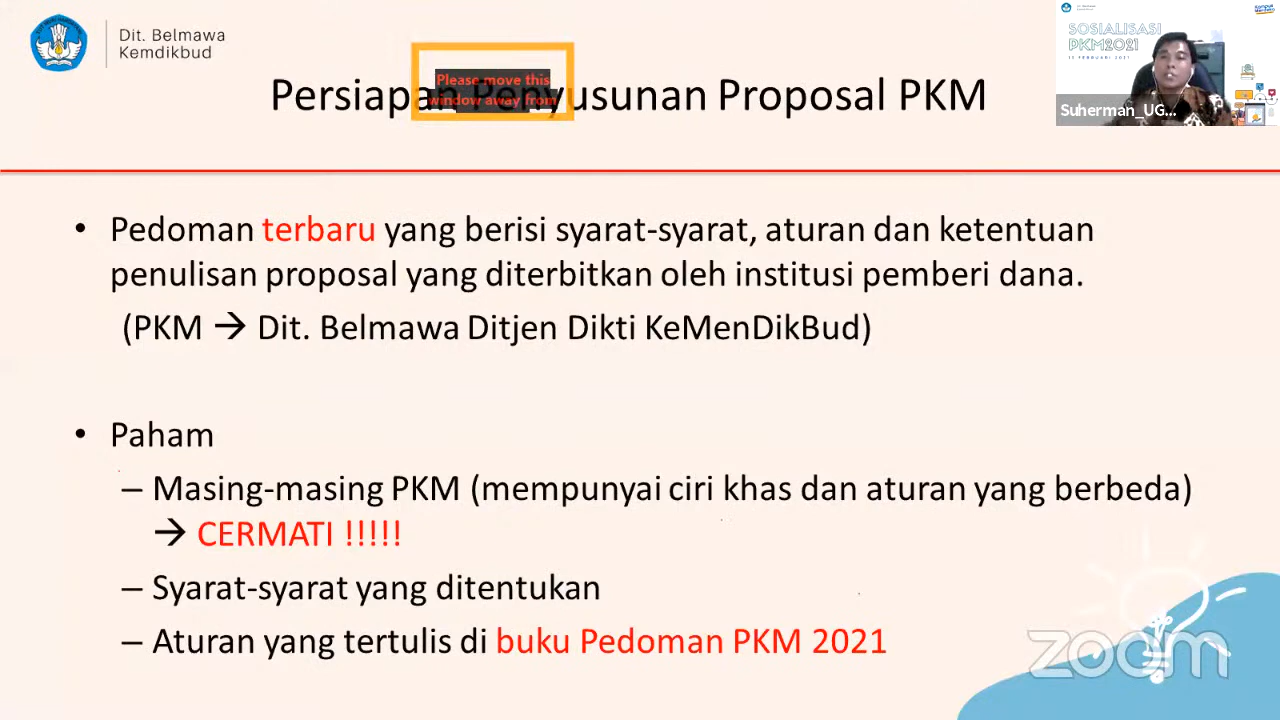 Dit. Belmawa
Kemdikbud
Persiapan Penyusunan Proposal PKM
Please move this
window away from
SOSIALISASI
PKM2021
Suherman_UG...
• Pedoman terbaru yang berisi syarat-syarat, aturan dan ketentuan
penulisan proposal yang diterbitkan oleh institusi pemberi dana.
(PKM → Dit. Belmawa Ditjen Dikti KeMenDikBud)
• Paham
– Masing-masing PKM (mempunyai ciri khas dan aturan yang berbeda)
→ CERMATI !!!!!
– Syarat-syarat yang ditentukan
– Aturan yang tertulis di buku Pedoman PKM 2021
zoom